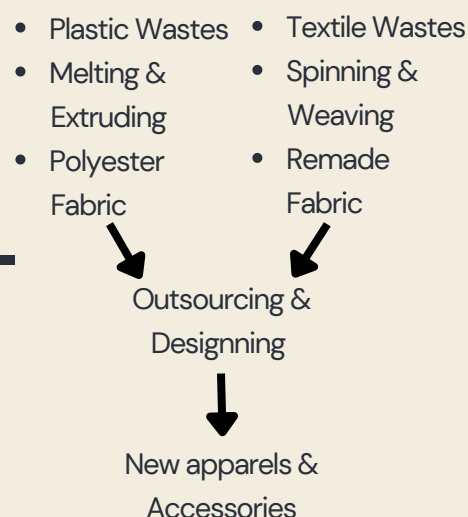 Plastic Wastes
Melting &
Extruding
Polyester
Fabric
Textile Wastes
Spinning &
Weaving
Remade
Fabric
Outsourcing &
Designning
New apparels &
Accessories